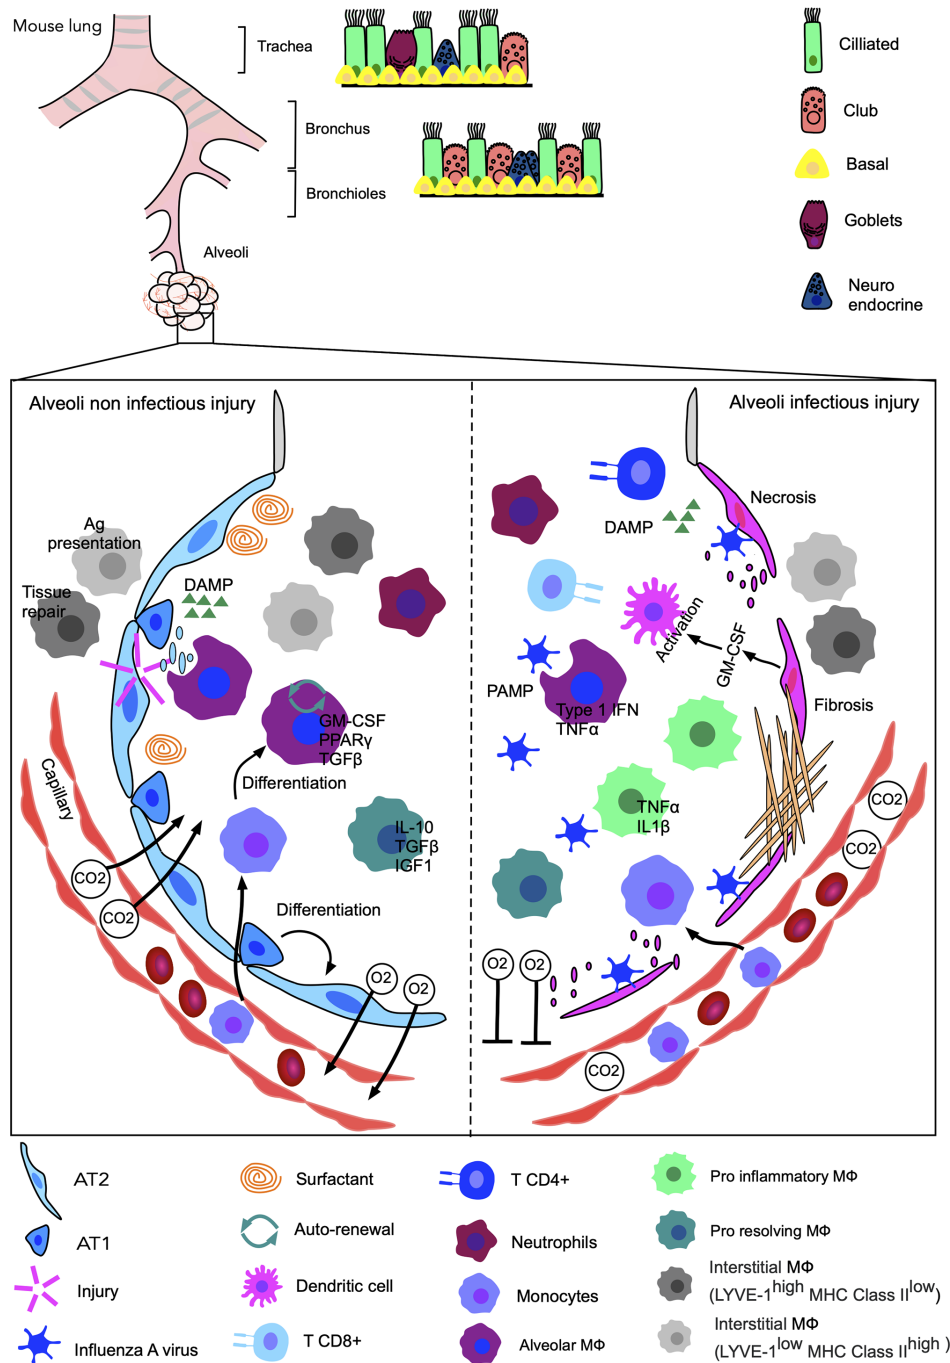 Mouse lung
Trachea
Bronchus
Bronchioles
Alveoli
Cilliated
Club
Basal
Goblets
Neuro
endocrine
Alveoli non infectious injury
Ag
presentation
Tissue
repair
DAMP
GM-CSF
PPARγ
TGFβ
Differentiation
Capillary
IL-10
TGFβ
IGF1
CO2
CO2
Differentiation
O2
O2
Alveoli infectious injury
Necrosis
DAMP
Activation
GM-CSF
PAMP
Type 1 IFN
TNFα
Fibrosis
TNFα
IL1β
CO2
CO2
O2
O2
CO2
AT2
AT1
Injury
Influenza A virus
Surfactant
Auto-renewal
Dendritic cell
T CD8+
T CD4+
Neutrophils
Monocytes
Alveolar MΦ
Pro inflammatory MΦ
Pro resolving MΦ
Interstitial MΦ
(LYVE-1high MHC Class IIlow)
Interstitial MΦ
(LYVE-1low MHC Class IIhigh )